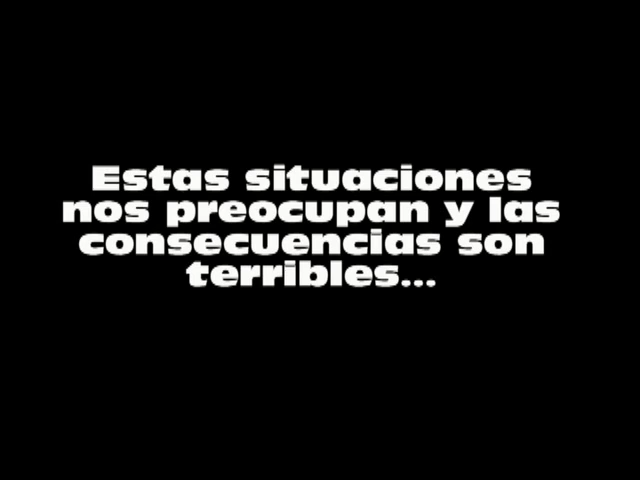 Estas situaciones
nos preocupan y las
consecuencias son
terribles...